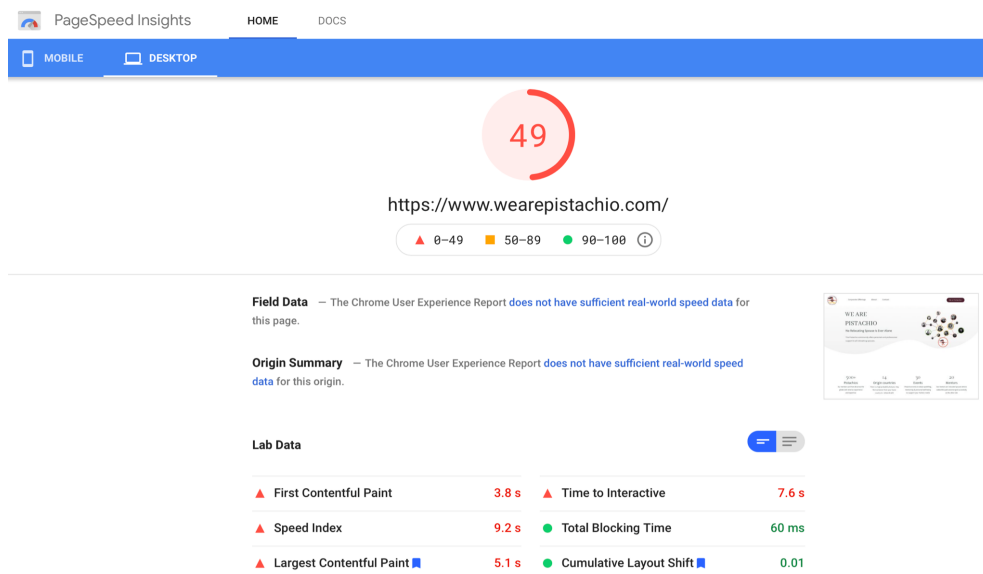 PageSpeed Insights
HOME
DOCS
MOBILE
DESKTOP
49
https://www.wearepistachio.com/
0–49
50–89
90–100
Field Data — The Chrome User Experience Report does not have sufficient real-world speed data for
this page.
WE ARE
PISTACHIO
Origin Summary — The Chrome User Experience Report does not have sufficient real-world speed
data for this origin.
Lab Data
First Contentful Paint 3.8 s
Time to Interactive 7.6 s
Speed Index 9.2 s
Total Blocking Time 60 ms
Largest Contentful Paint 5.1 s
Cumulative Layout Shift 0.01